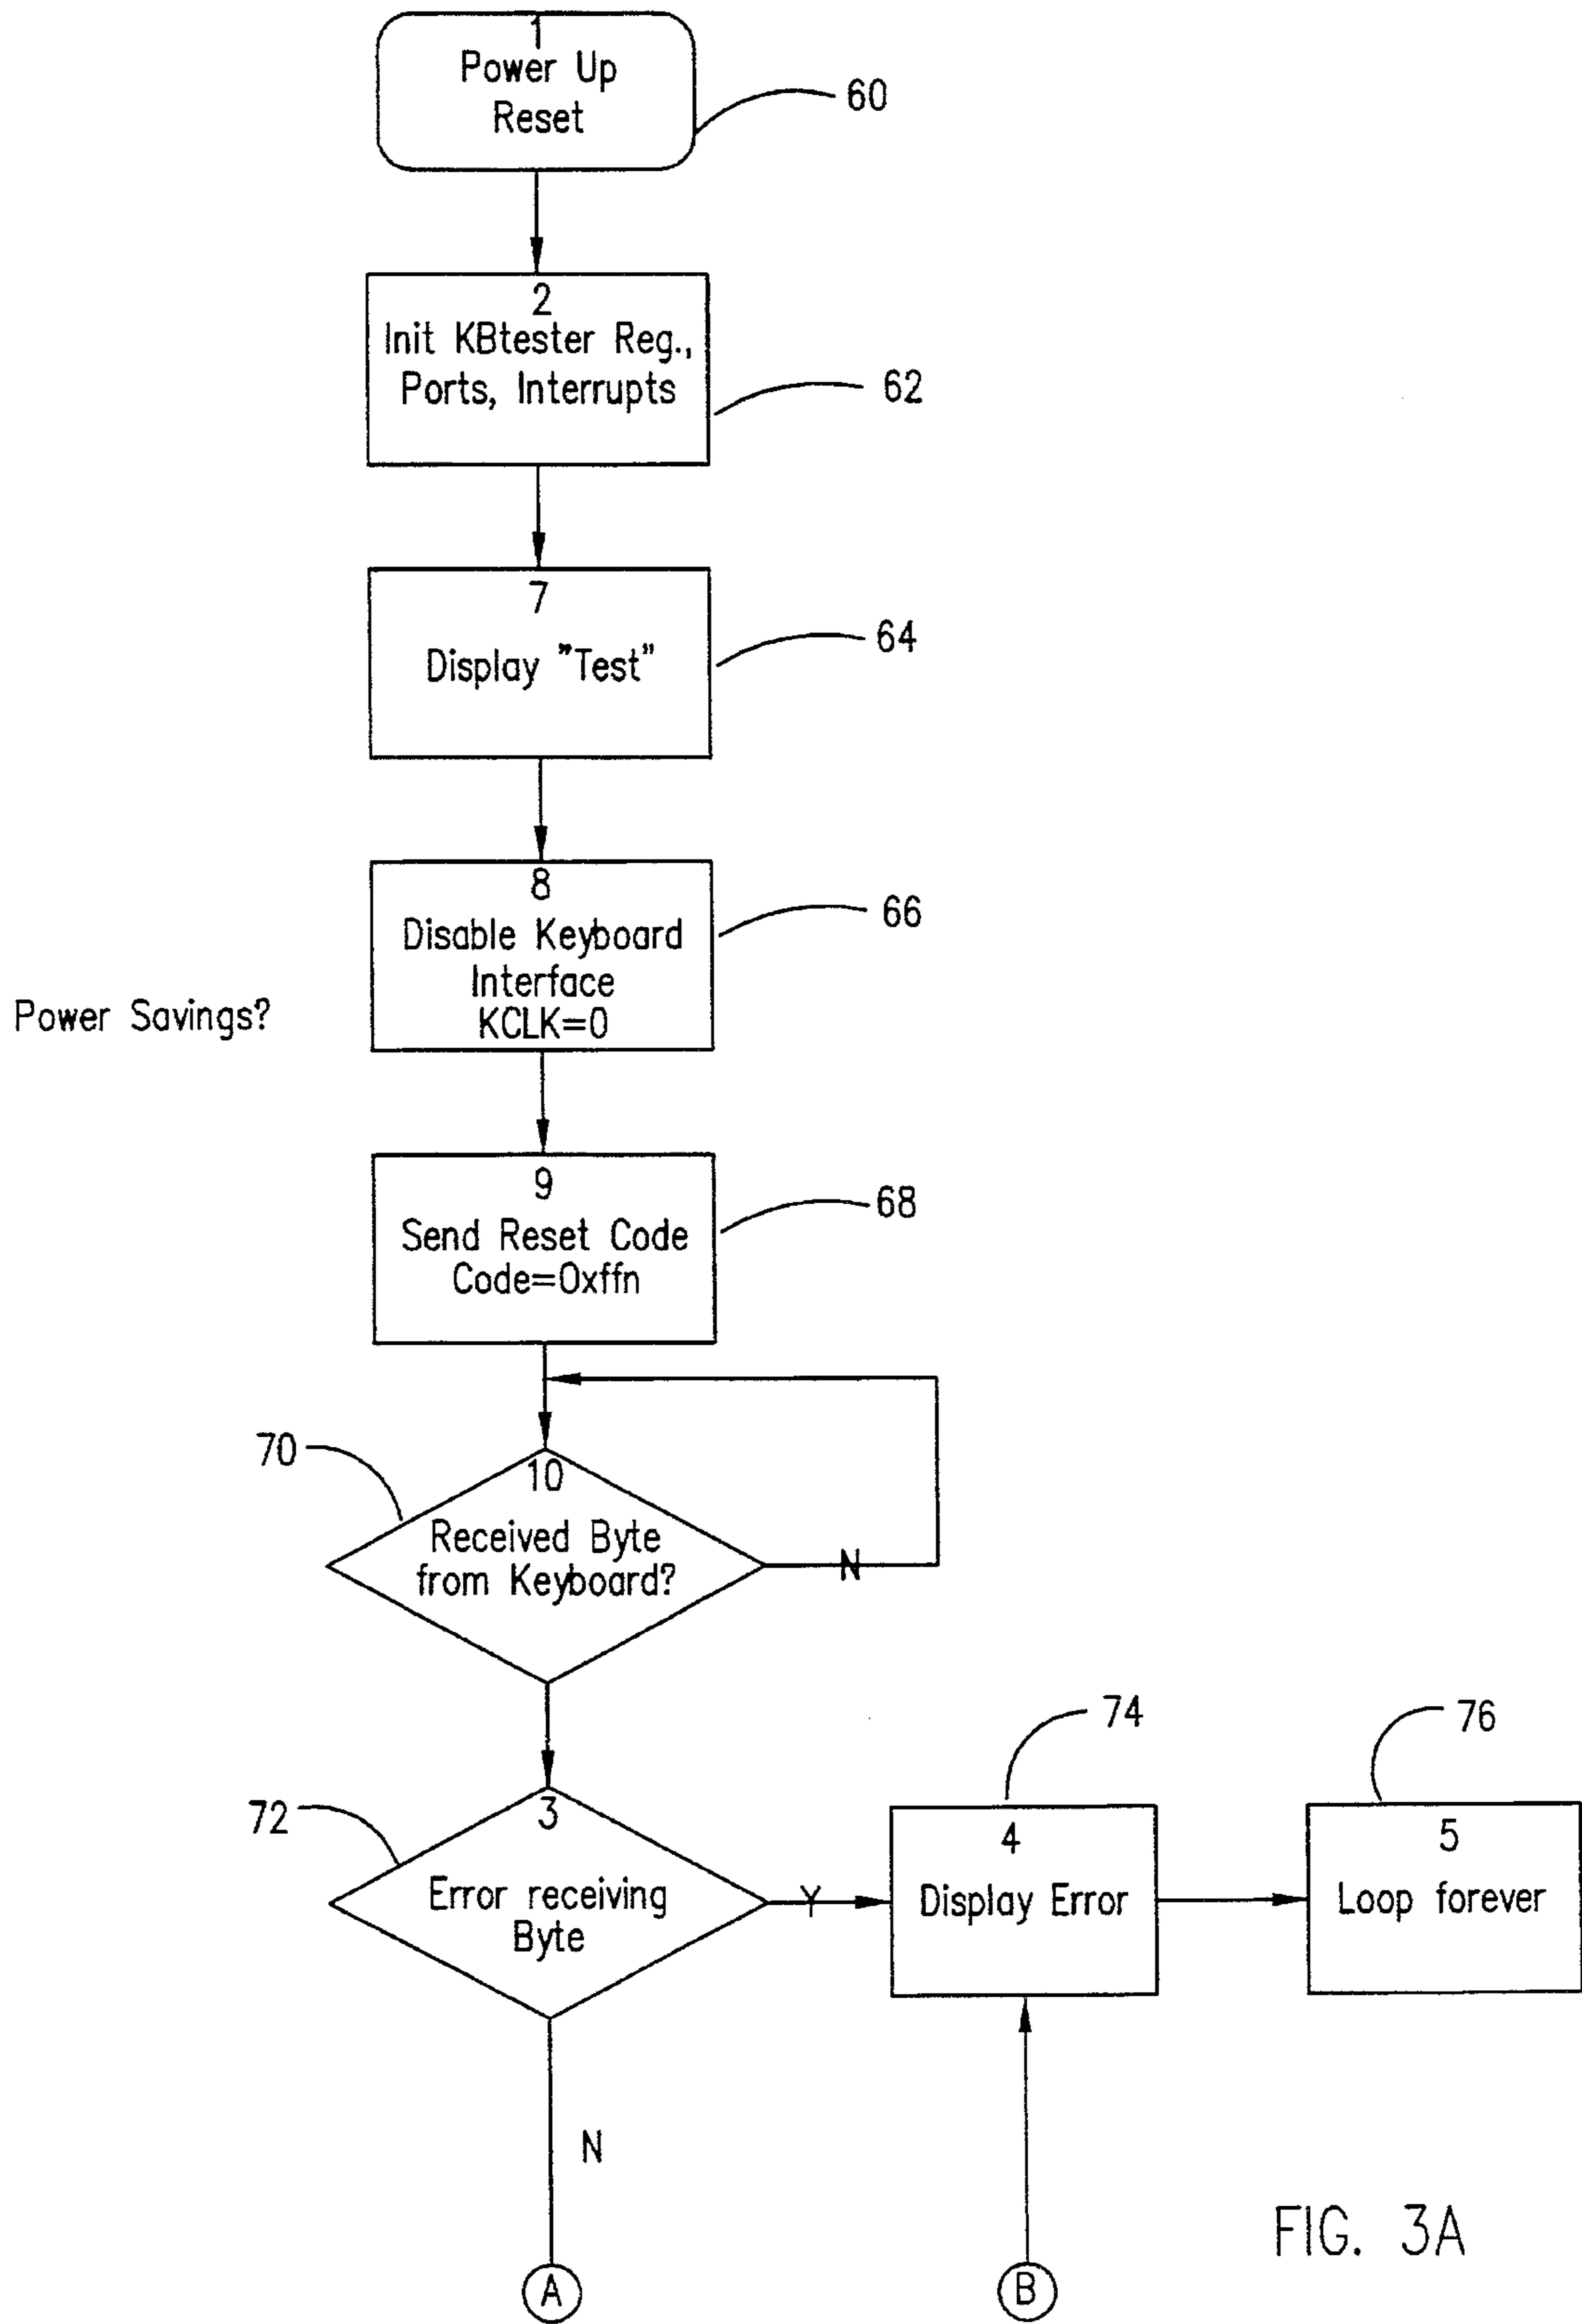 1
Power Up
Reset
60
2
Init KBtester Reg.,
Ports, Interrupts
62
7
Display "Test"
64
8
Disable Keyboard
Interface
KCLK=0
66
Power Savings?
9
Send Reset Code
Code=0xffn
68
70
10
Received Byte
from Keyboard?
N
72
3
Error receiving
Byte
Y
74
4
Display Error
76
5
Loop forever
N
A
B
FIG. 3A